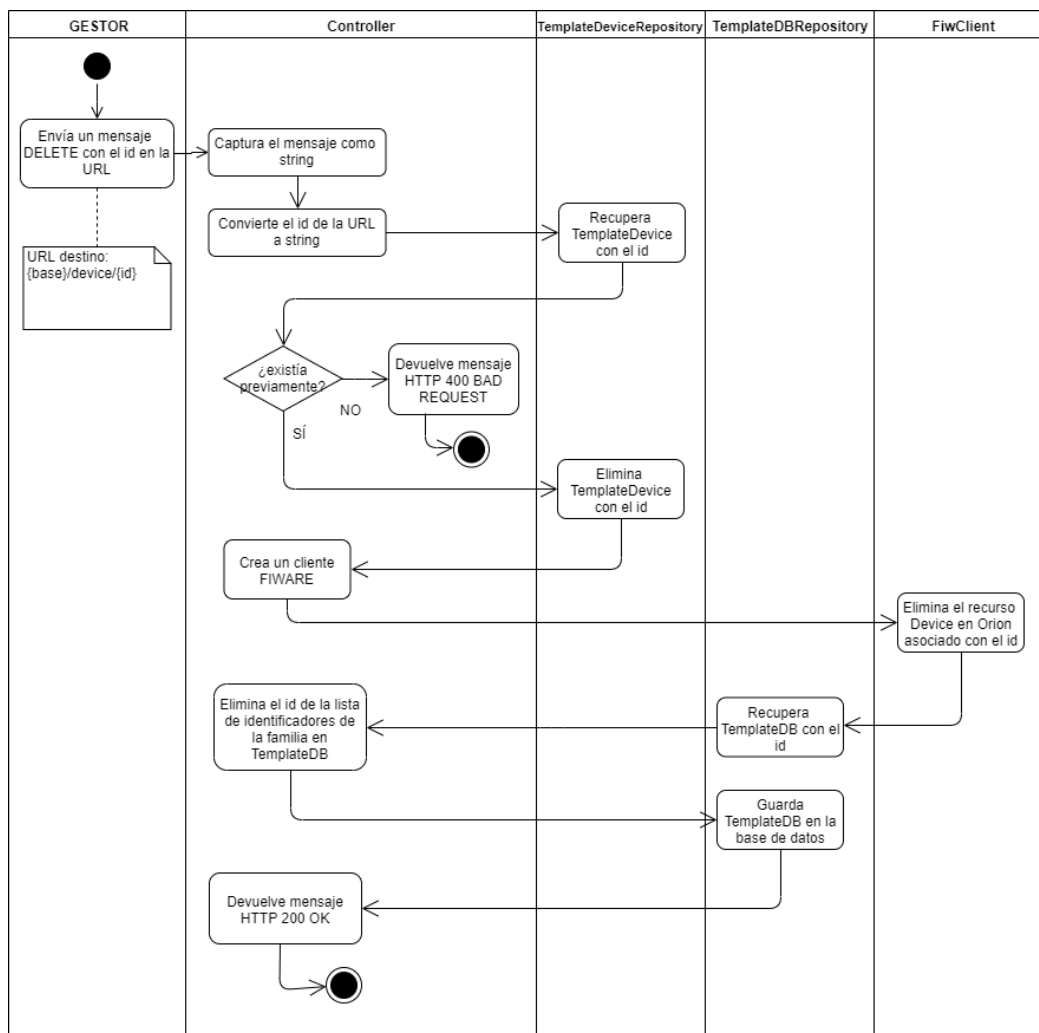 GESTOR
Controller
TemplateDeviceRepository
TemplateDBRepository
FiwClient
Envía un mensaje
DELETE con el id en la
URL
Captura el mensaje como
string
Convierte el id de la URL
a string
Recupera
TemplateDevice
con el id
URL destino:
{base}/device/{id}
¿existía
previamente?
NO
SÍ
Devuelve mensaje
HTTP 400 BAD
REQUEST
Elimina
TemplateDevice
con el id
Crea un cliente
FIWARE
Elimina el recurso
Device en Orion
asociado con el id
Recupera
TemplateDB con el
id
Elimina el id de la lista
de identificadores de
la familia en
TemplateDB
Guarda
TemplateDB en la
base de datos
Devuelve mensaje
HTTP 200 OK